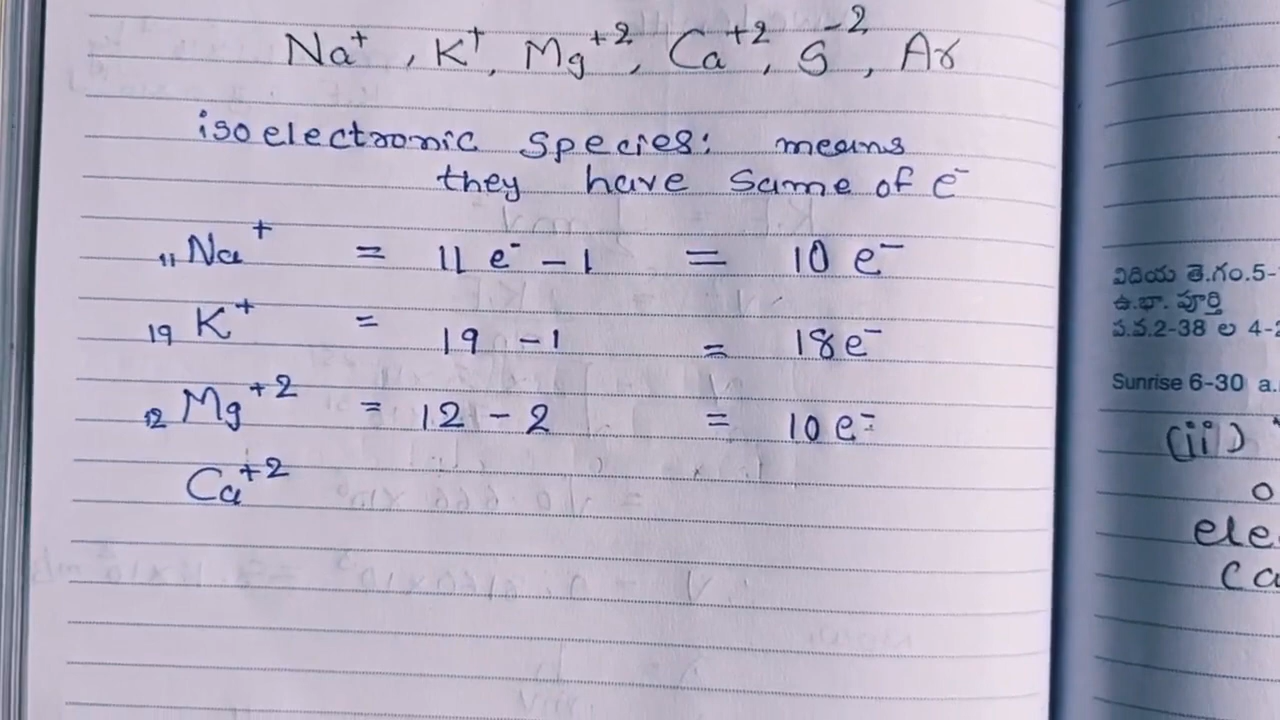 Na⁺, K⁺, Mg⁺², Ca⁺², S⁻², Ar
isoelectronic species: means
they have same of e⁻
₁₁Na⁺ = 11 e⁻ - 1 = 10 e⁻
₁₉K⁺ = 19 - 1 = 18e⁻
₁₂Mg⁺² = 12 - 2 = 10e⁻
Ca⁺²
విదియ తె.గం.5-
ఉ.భా. పూర్తి
ప.వ.2-38 ల 4-2
Sunrise 6-30 a.
(ii)
o
ele
ca